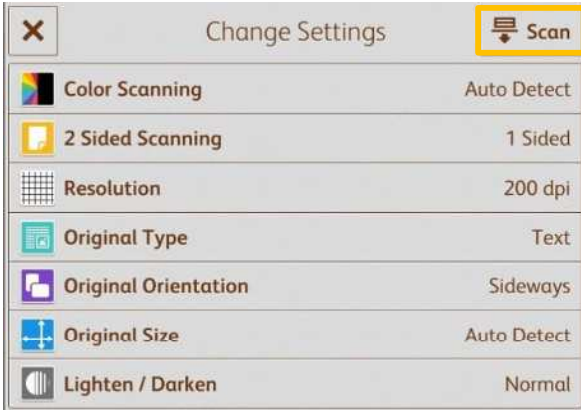 Change Settings Scan
Color Scanning Auto Detect
2 Sided Scanning 1 Sided
Resolution 200 dpi
Original Type Text
Original Orientation Sideways
Original Size Auto Detect
Lighten / Darken Normal